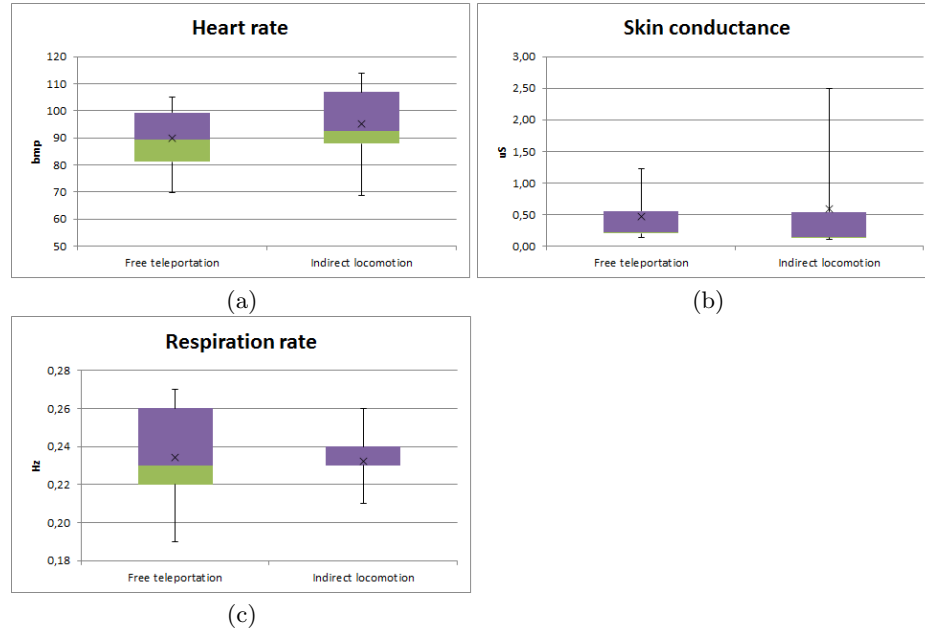 Heart rate
bmp
120
110
100
90
80
70
60
50
Free teleportation Indirect locomotion
(a)
Skin conductance
uS
3,00
2,50
2,00
1,50
1,00
0,50
0,00
Free teleportation Indirect locomotion
(b)
Respiration rate
Hz
0,28
0,26
0,24
0,22
0,20
0,18
Free teleportation Indirect locomotion
(c)